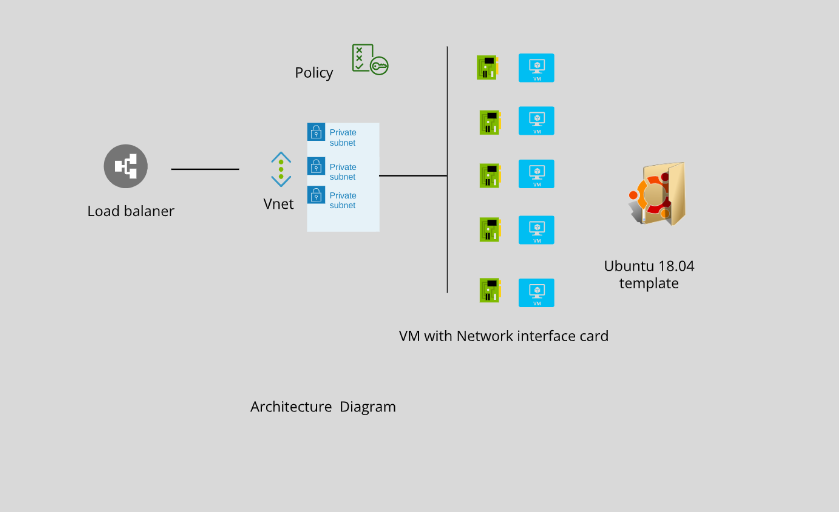 Policy
Private
subnet
Private
subnet
Private
subnet
Vnet
Load balaner
VM
VM
VM
VM
VM
Ubuntu 18.04
template
VM with Network interface card
Architecture Diagram